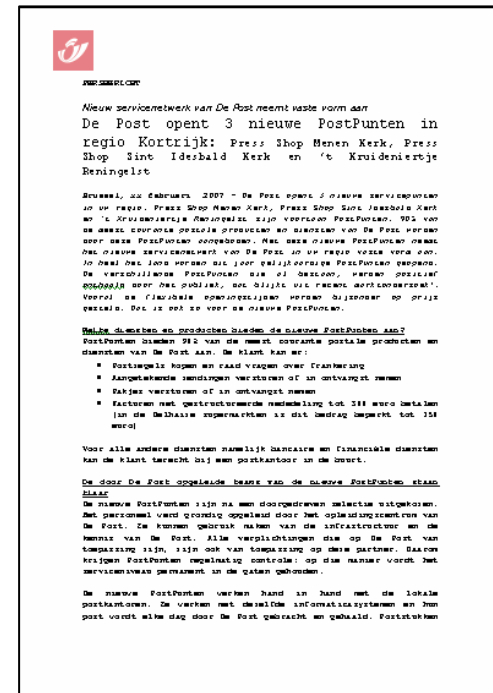 PERSBERICHT
Nieuw servicenetwerk van De Post neemt vaste vorm aan
De Post opent 3 nieuwe PostPunten in
regio Kortrijk: Press Shop Menen Kerk, Press
Shop Sint Idesbald Kerk en 't Kruideniertje
Reningelst
Brussel, xx februari 2007 – De Post opent 3 nieuwe servicepunten
in uw regio. Press Shop Menen Kerk, Press Shop Sint Idesbald Kerk
en 't Kruideniertje Reningelst zijn voortaan PostPunten. 90% van
de meest courante postale producten en diensten van De Post worden
door deze PostPunten aangeboden. Met deze nieuwe PostPunten neemt
het nieuwe servicenetwerk van De Post in uw regio vaste vorm aan.
In heel het land worden dit jaar gelijkaardige PostPunten geopend.
De verschillende PostPunten die al bestaan, werden positief
onthaald door het publiek, dat blijkt uit recent marktonderzoek¹.
Vooral de flexibele openingstijden worden bijzonder op prijs
gesteld. Dat is ook zo voor de nieuwe PostPunten.
Welke diensten en producten bieden de nieuwe PostPunten aan?
PostPunten bieden 90% van de meest courante postale producten en
diensten van De Post aan. De klant kan er:
• Postzegels kopen en raad vragen over frankering
• Aangetekende zendingen versturen of in ontvangst nemen
• Pakjes versturen of in ontvangst nemen
• Facturen met gestructureerde mededeling tot 300 euro betalen
(in de Delhaize supermarkten is dit bedrag beperkt tot 250
euro)
Voor alle andere diensten namelijk bancaire en financiële diensten
kan de klant terecht bij een postkantoor in de buurt.
De door De Post opgeleide teams van de nieuwe PostPunten staan
klaar
De nieuwe PostPunten zijn na een doorgedreven selectie uitgekozen.
Het personeel werd grondig opgeleid door het opleidingscentrum van
De Post. Ze kunnen gebruik maken van de infrastructuur en de
kennis van De Post. Alle verplichtingen die op De Post van
toepassing zijn, zijn ook van toepassing op deze partner. Daarom
krijgen PostPunten regelmatig controle: op die manier wordt het
serviceniveau permanent in de gaten gehouden.
De nieuwe PostPunten werken hand in hand met de lokale
postkantoren. Ze werken met dezelfde informaticasystemen en hun
post wordt elke dag door De Post gebracht en gehaald. Poststukken